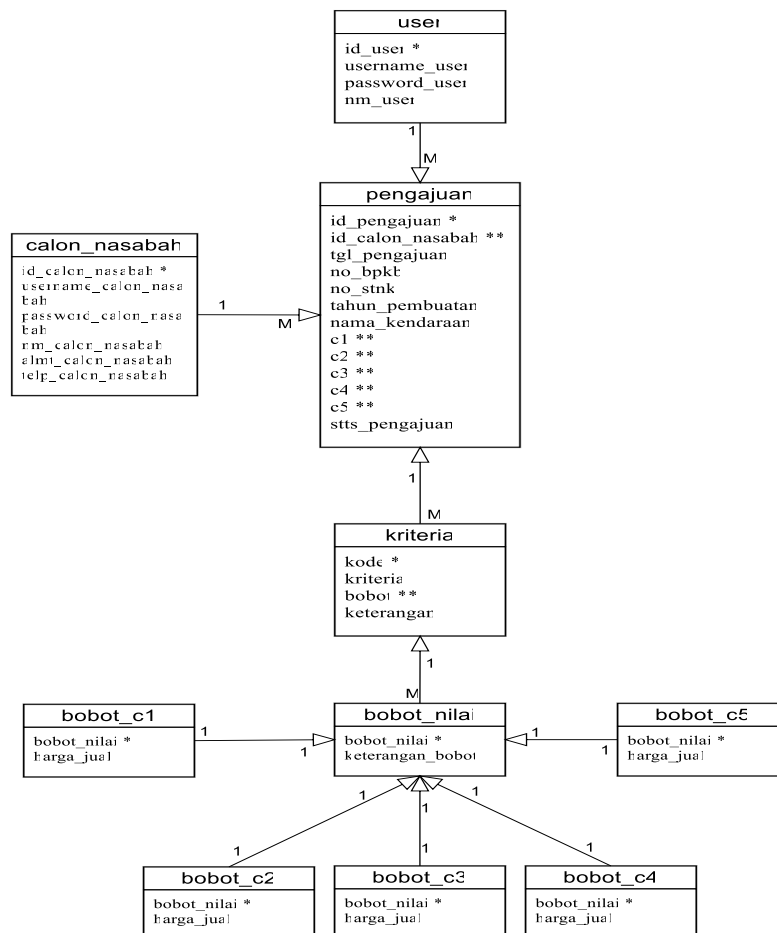 user
id_user *
username_user
password_user
nm_user
1
M
pengajuan
id_pengajuan *
id_calon_nasabah **
tgl_pengajuan
no_bpkb
no_stnk
tahun_pembuatan
nama_kendaraan
c1 **
c2 **
c3 **
c4 **
c5 **
stts_pengajuan
calon_nasabah
id_calon_nasabah *
username_calon_nasa
bah
password_calon_nasa
bah
nm_calon_nasabah
almt_calon_nasabah
telp_calon_nasabah
1
M
1
M
kriteria
kode *
kriteria
bobot **
keterangan
1
M
bobot_c1
bobot_nilai *
harga_jual
1
1
bobot_nilai
bobot_nilai *
keterangan_bobot
1
1
bobot_c5
bobot_nilai *
harga_jual
1
1
1
1
1
1
bobot_c2
bobot_nilai *
harga_jual
bobot_c3
bobot_nilai *
harga_jual
bobot_c4
bobot_nilai *
harga_jual